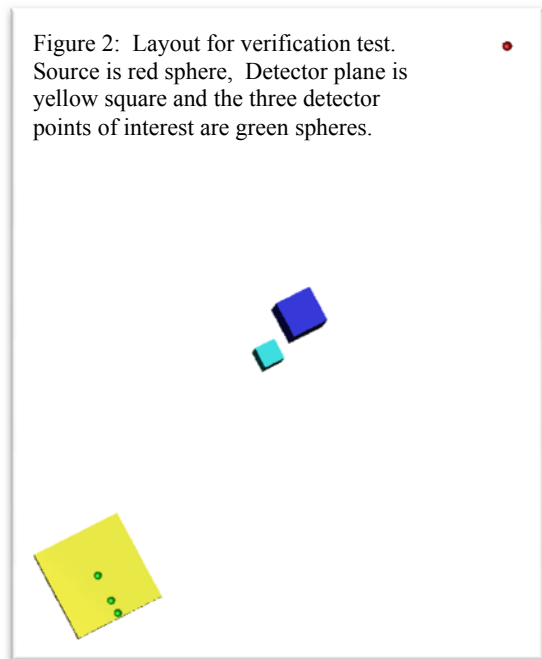 Figure 2:  Layout for verification test.
Source is red sphere,  Detector plane is
yellow square and the three detector
points of interest are green spheres.